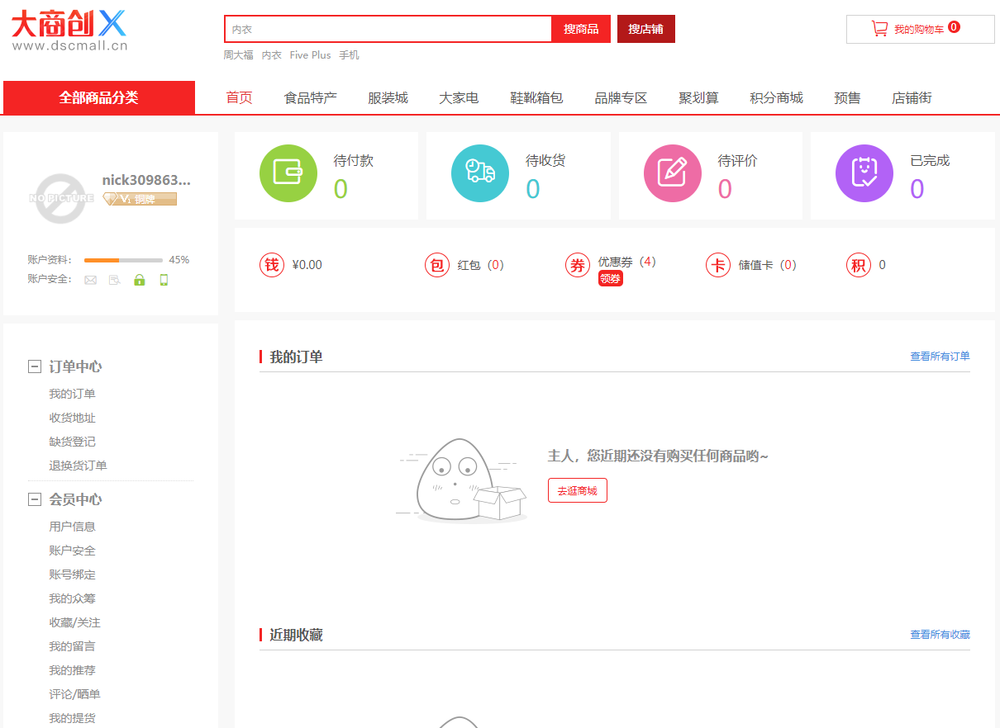 大商创X
www.dscmall.cn
内衣
搜商品
搜店铺
我的购物车 0
周大福 内衣 Five Plus 手机
全部商品分类
首页 食品特产 服装城 大家电 鞋靴箱包 品牌专区 聚划算 积分商城 预售 店铺街
NO PICTURE
nick309863...
V1 铜牌
账户资料： 45%
账户安全：
待付款
0
待收货
0
待评价
0
已完成
0
钱 ¥0.00
包 红包（0）
券 优惠券（4）
领券
卡 储值卡（0）
积 0
订单中心
我的订单
收货地址
缺货登记
退换货订单
会员中心
用户信息
账户安全
账号绑定
我的众筹
收藏/关注
我的留言
我的推荐
评论/晒单
我的提货
我的订单
查看所有订单
主人，您近期还没有购买任何商品哟~
去逛商城
近期收藏
查看所有收藏